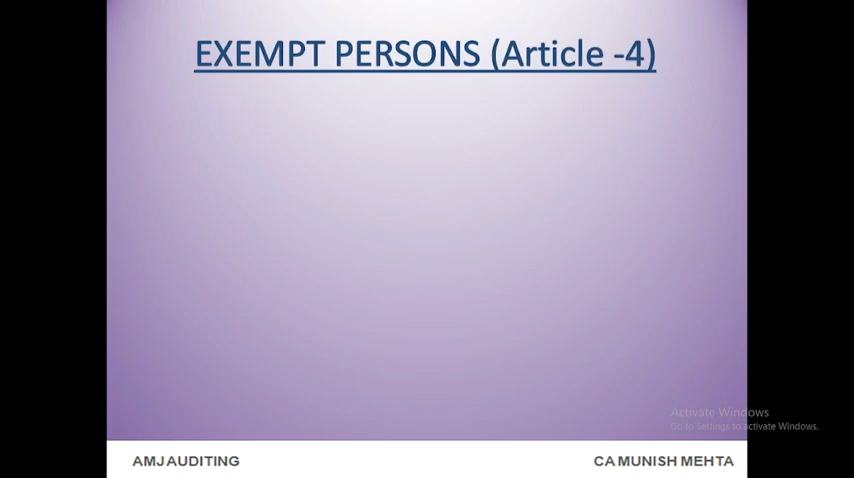 EXEMPT PERSONS (Article -4)
Activate Windows
Go to Settings to activate Windows.
AMJ AUDITING
CA MUNISH MEHTA